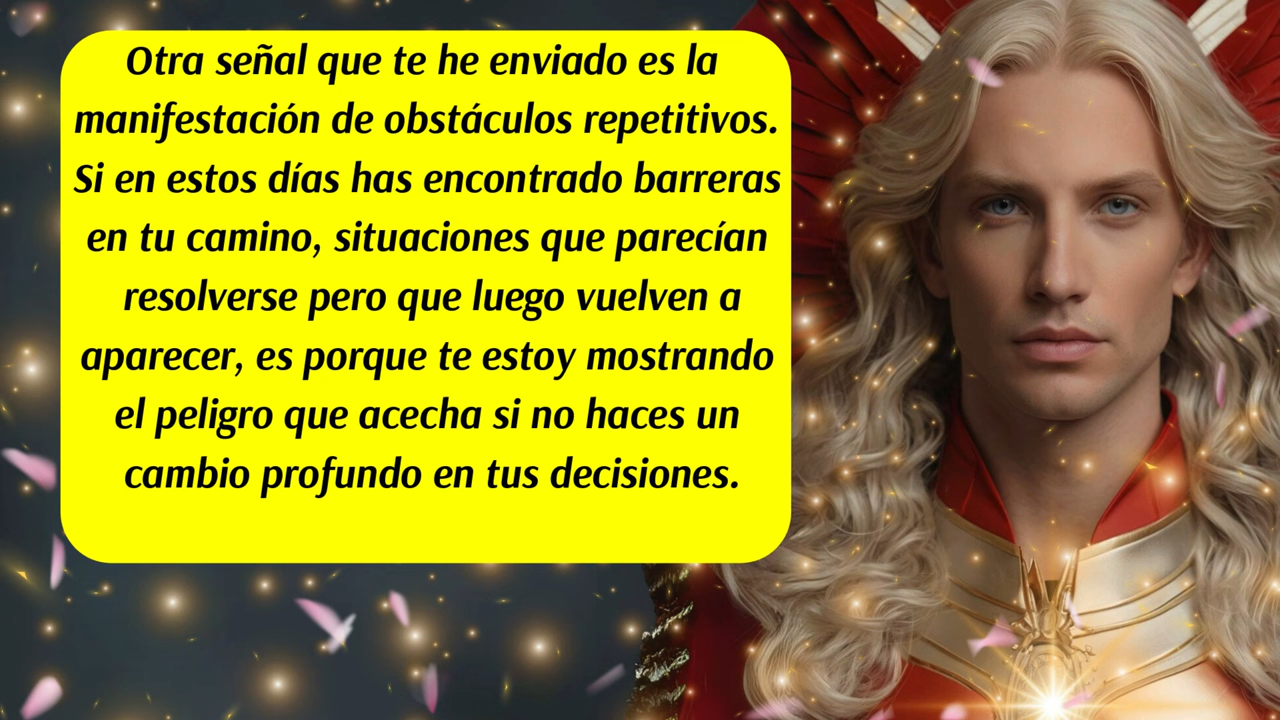 Otra señal que te he enviado es la
manifestación de obstáculos repetitivos.
Si en estos días has encontrado barreras
en tu camino, situaciones que parecían
resolverse pero que luego vuelven a
aparecer, es porque te estoy mostrando
el peligro que acecha si no haces un
cambio profundo en tus decisiones.